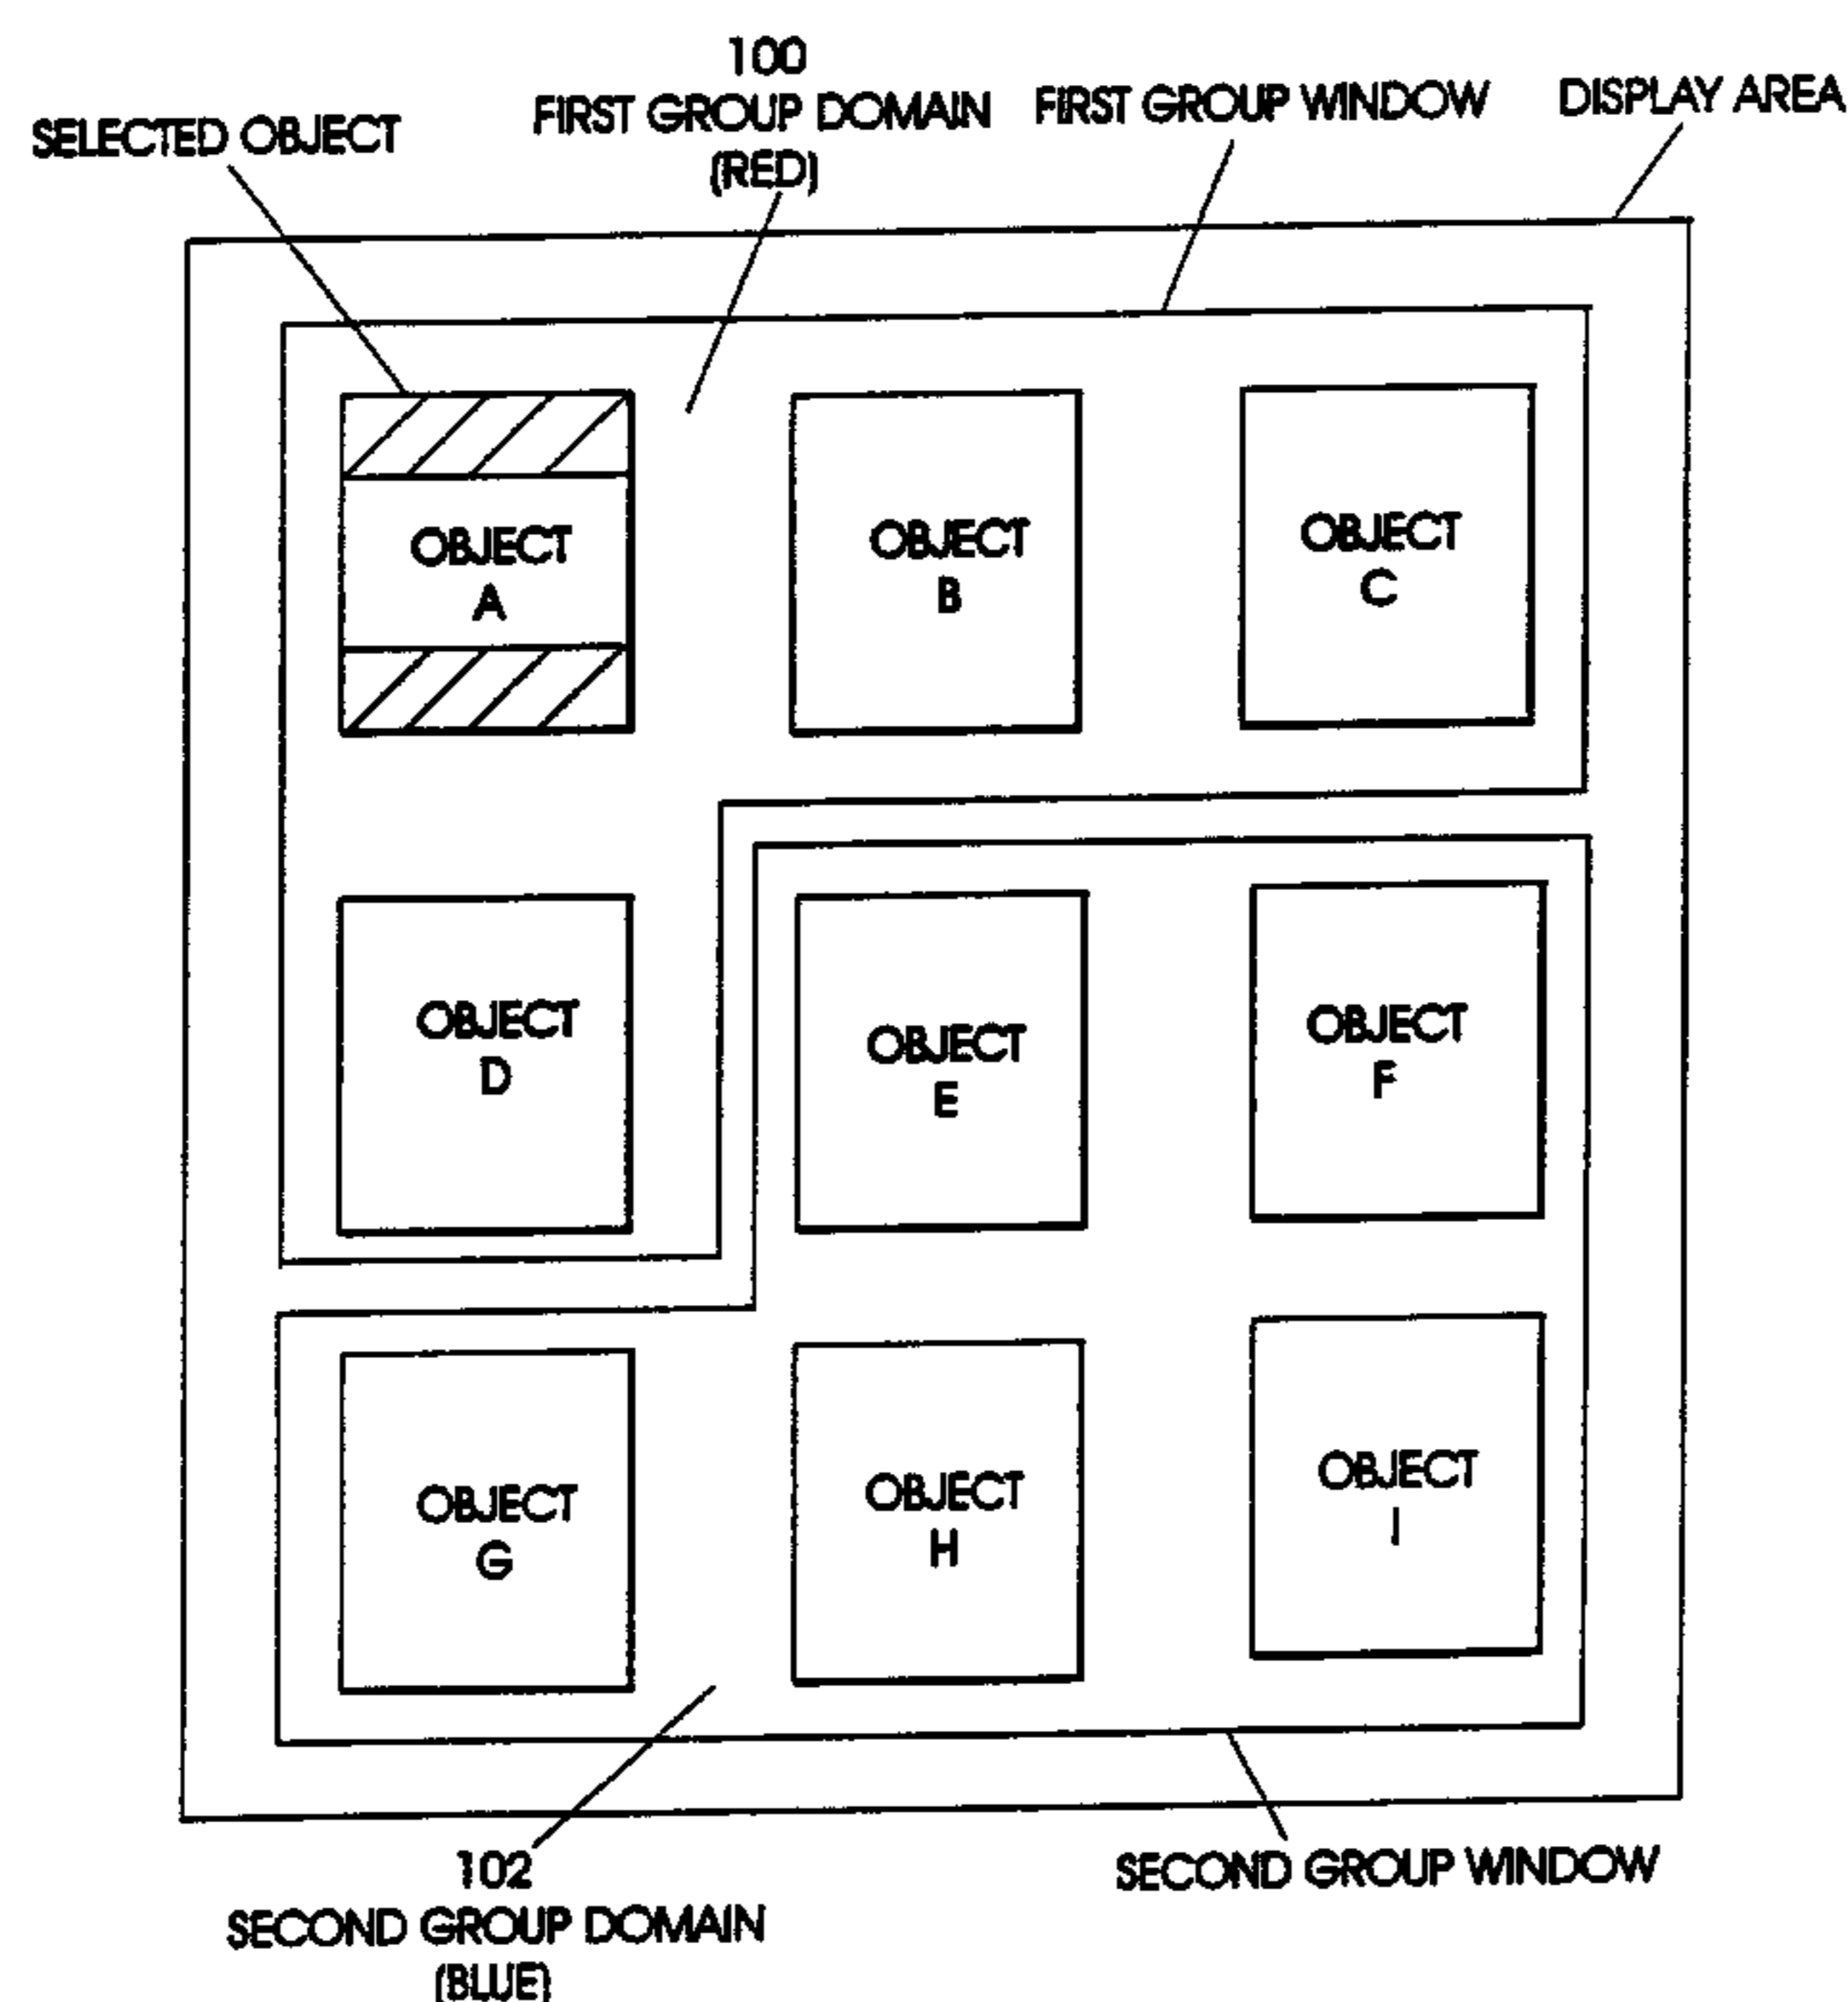 100
FIRST GROUP DOMAIN
(RED)
FIRST GROUP WINDOW
DISPLAY AREA
SELECTED OBJECT
OBJECT
A
OBJECT
B
OBJECT
C
OBJECT
D
OBJECT
E
OBJECT
F
OBJECT
G
OBJECT
H
OBJECT
I
102
SECOND GROUP DOMAIN
(BLUE)
SECOND GROUP WINDOW